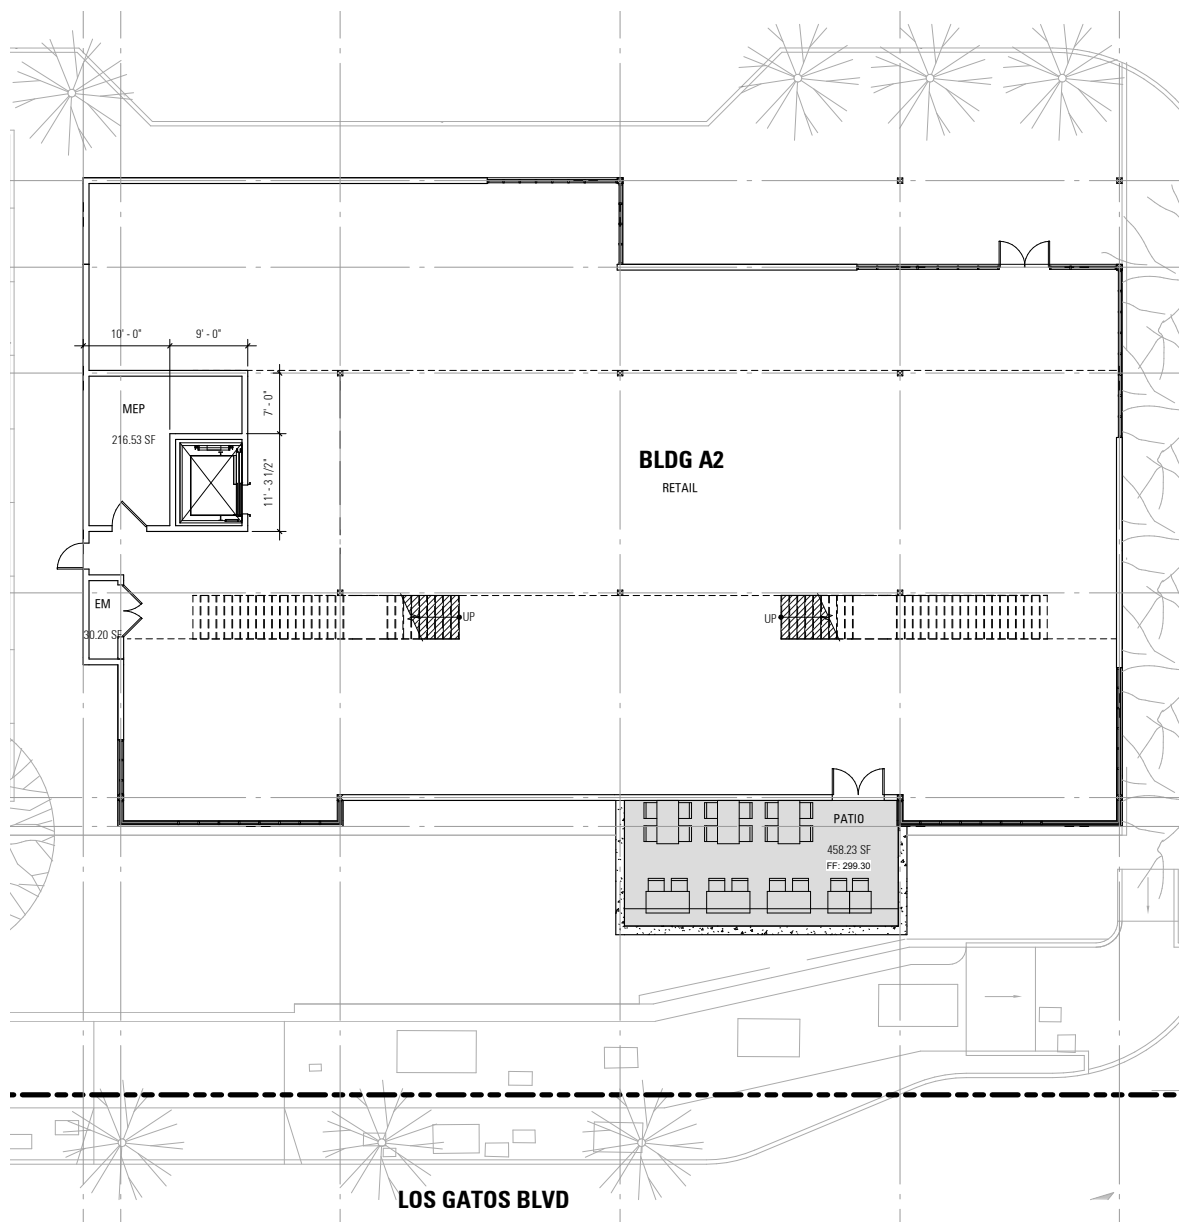 10' - 0"
9' - 0"
MEP
216.53 SF
7' - 0"
11' - 3 1/2"
BLDG A2
RETAIL
EM
30.20 SF
UP
UP
PATIO
458.23 SF
FF: 299.30
LOS GATOS BLVD